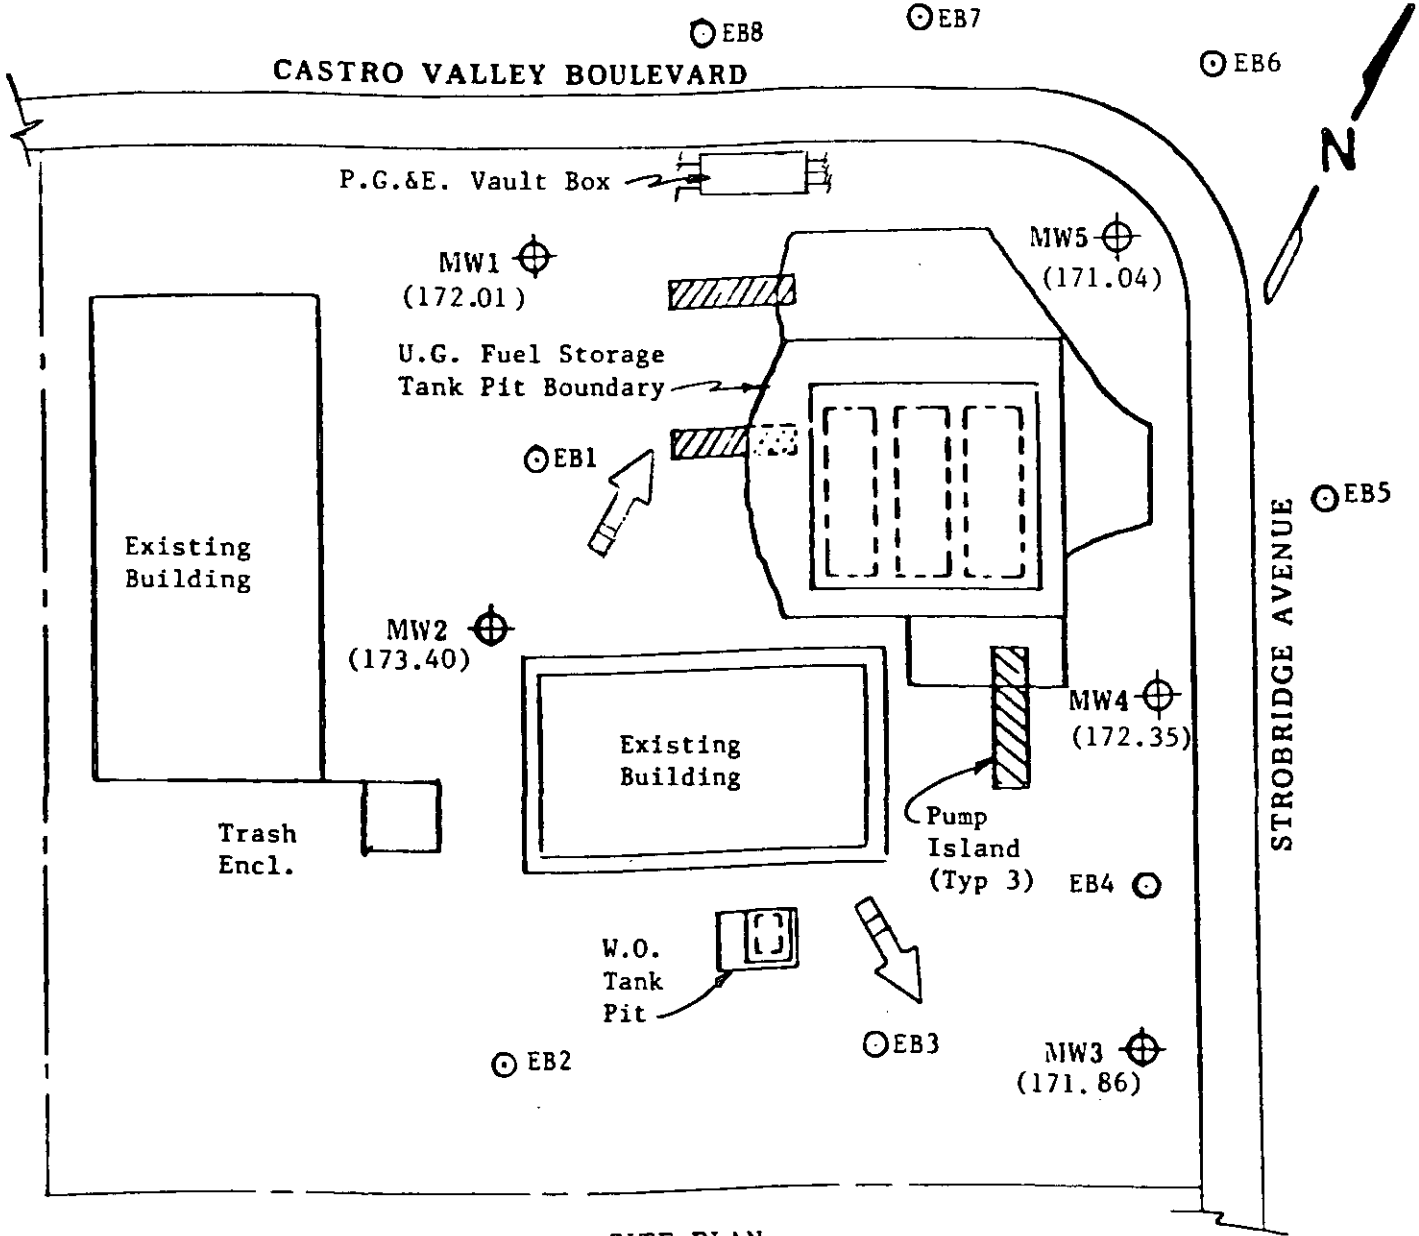 EB8
EB7
CASTRO VALLEY BOULEVARD
EB6
N
P.G.&E. Vault Box
MW1
(172.01)
MW5
(171.04)
U.G. Fuel Storage
Tank Pit Boundary
EB1
EB5
Existing
Building
STROBRIDGE AVENUE
MW2
(173.40)
MW4
(172.35)
Existing
Building
Pump
Island
(Typ 3)
Trash
Encl.
EB4
W.O.
Tank
Pit
EB3
EB2
MW3
(171.86)